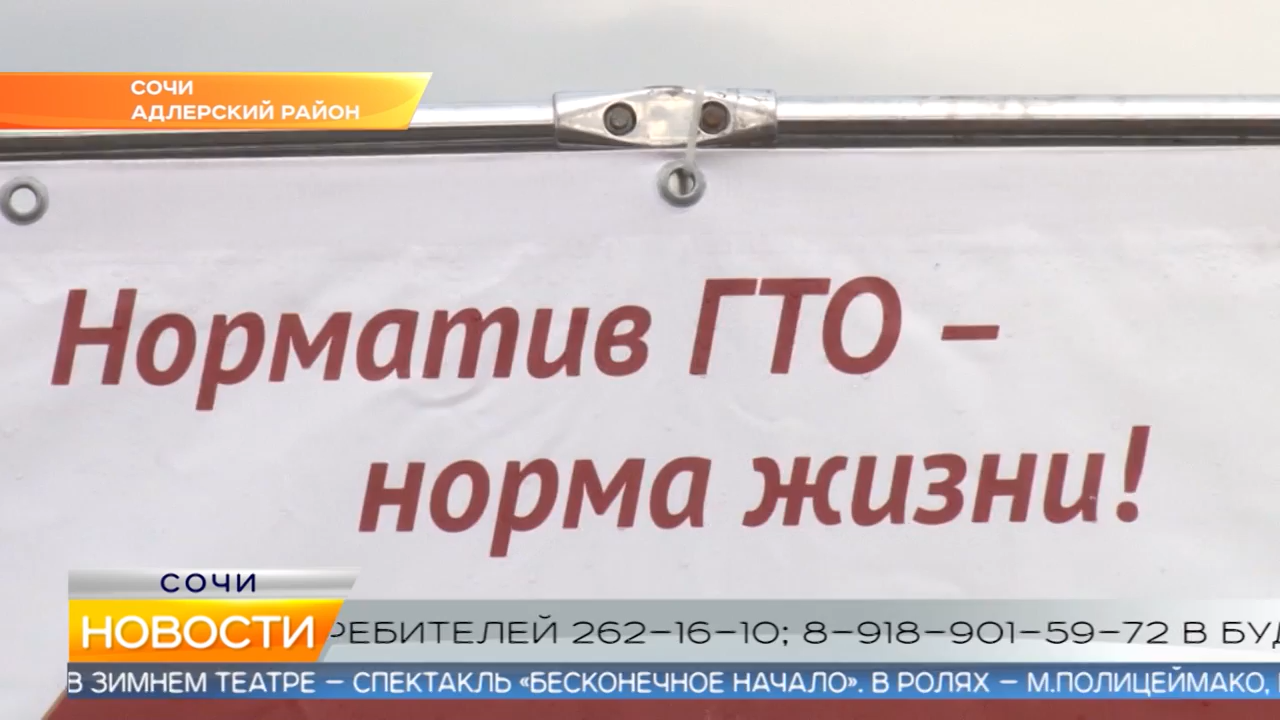 СОЧИ
АДЛЕРСКИЙ РАЙОН
Норматив ГТО –
норма жизни!
СОЧИ
НОВОСТИ
РЕБИТЕЛЕЙ 262–16–10; 8–918–901–59–72 В БУД
В ЗИМНЕМ ТЕАТРЕ – СПЕКТАКЛЬ «БЕСКОНЕЧНОЕ НАЧАЛО». В РОЛЯХ – М.ПОЛИЦЕЙМАКО,